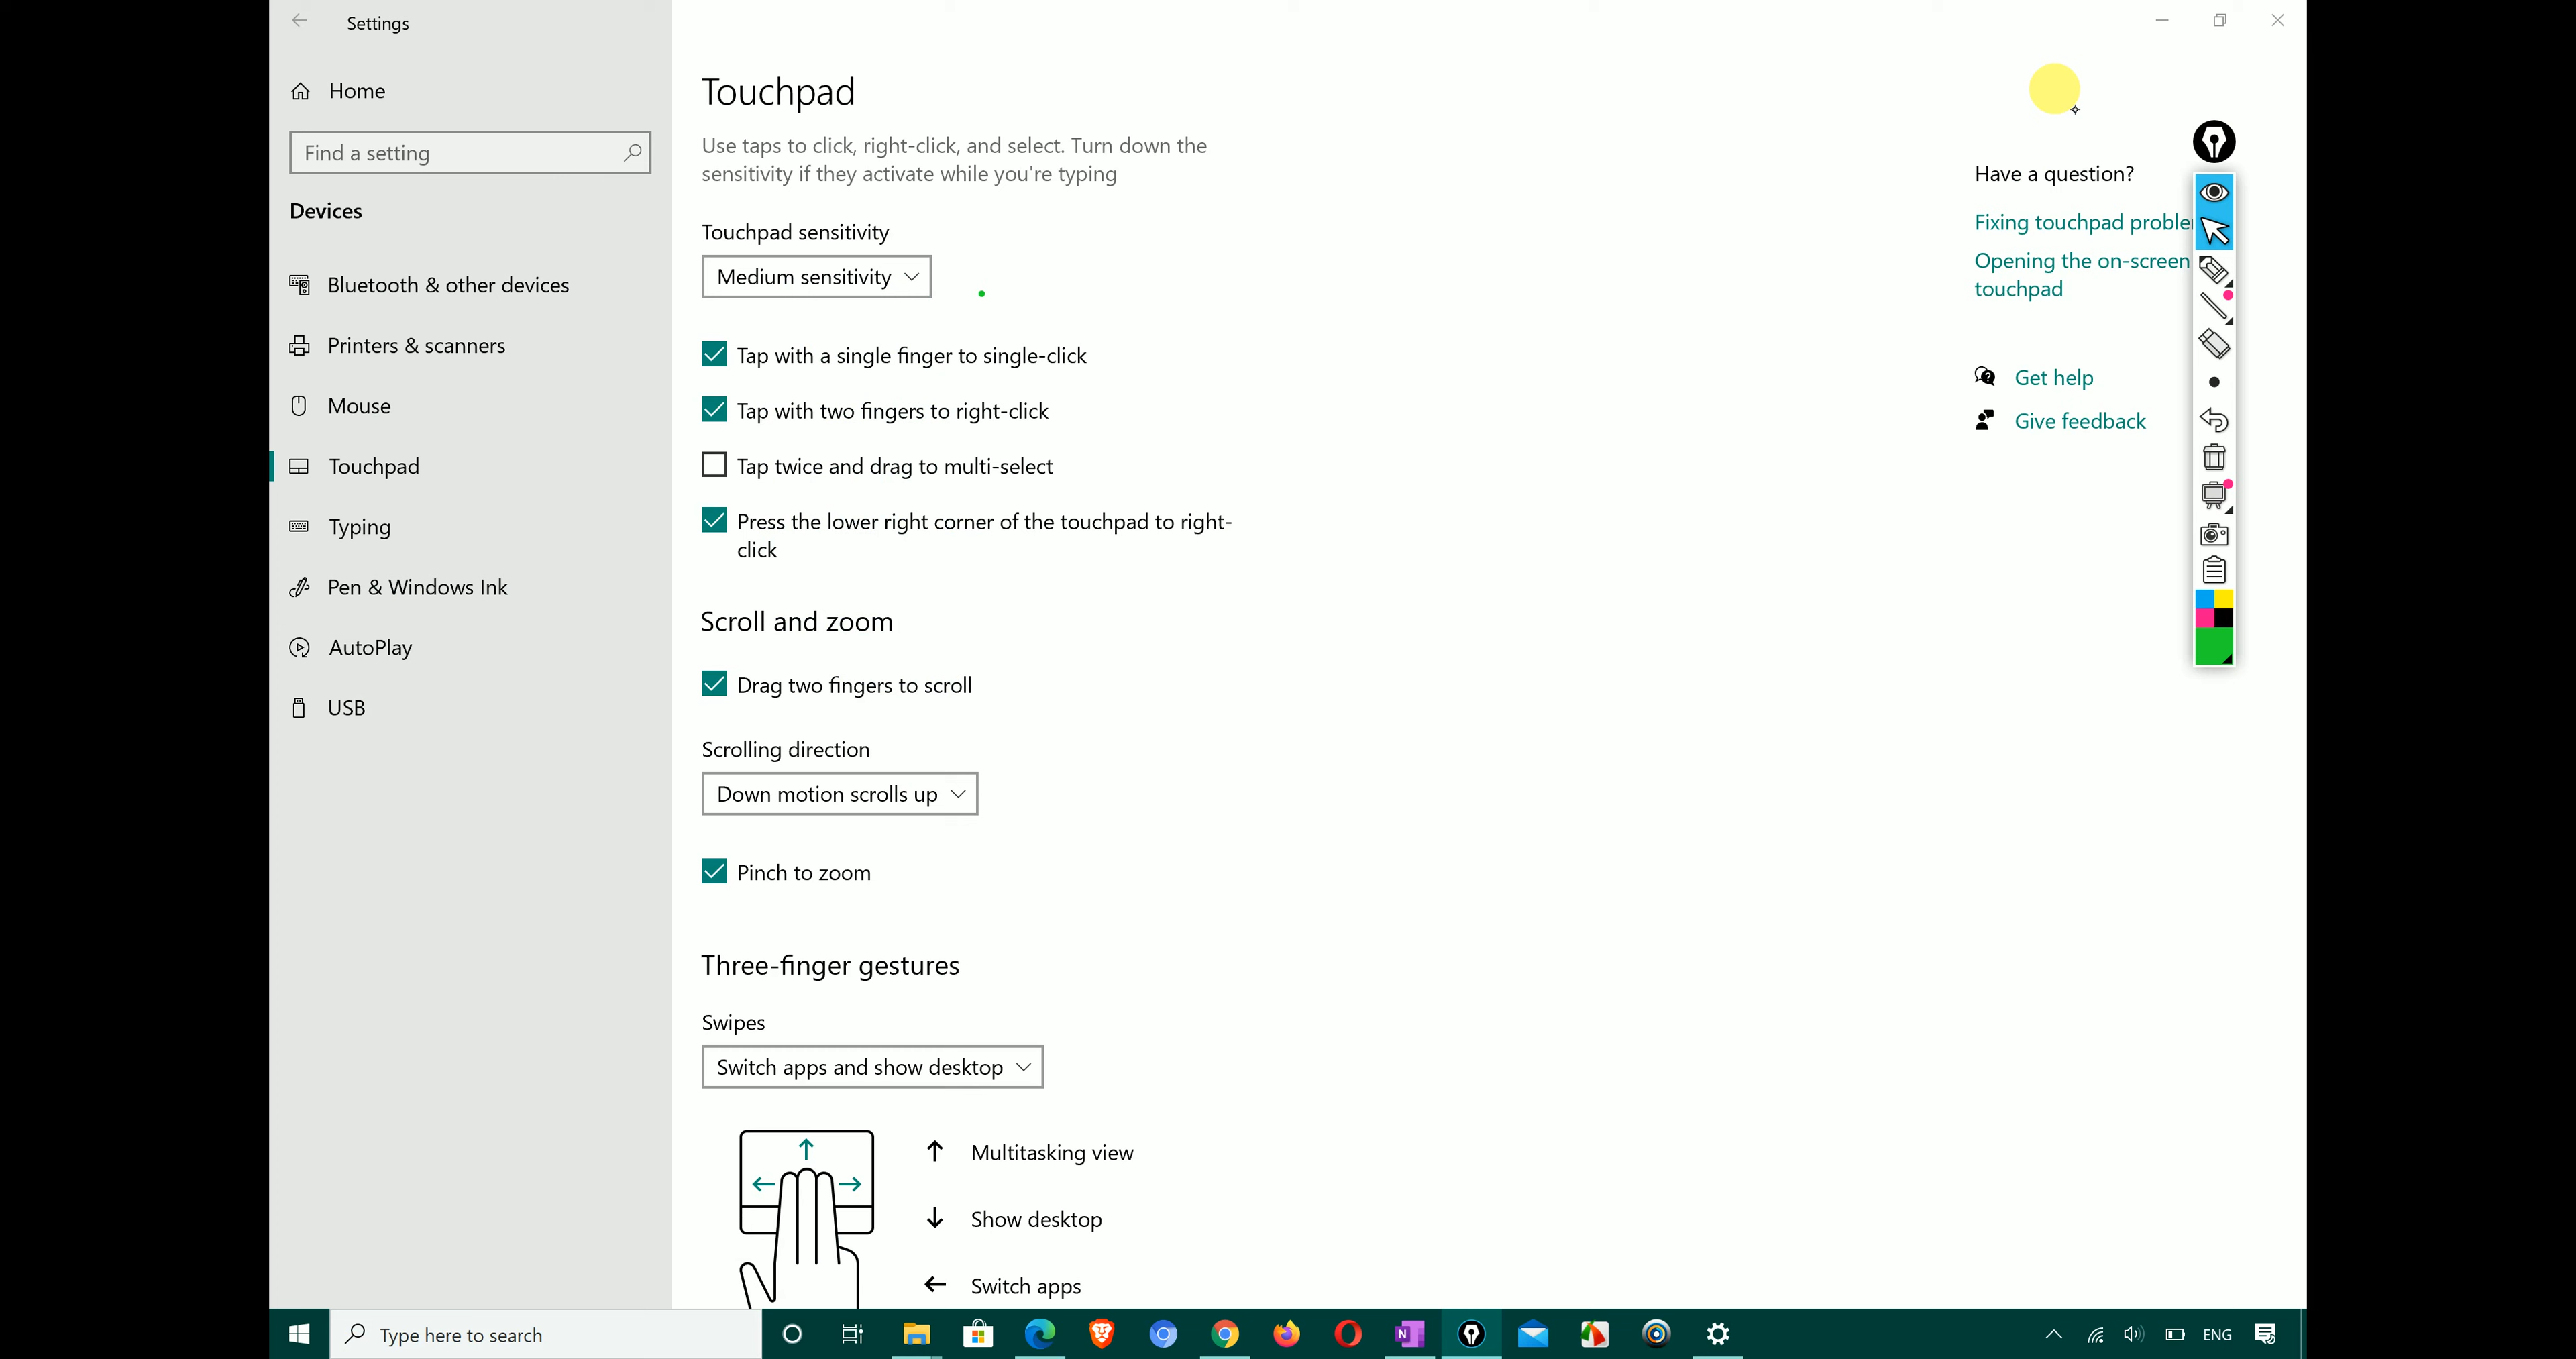 Settings
Home
Find a setting
Devices
Bluetooth & other devices
Printers & scanners
Mouse
Touchpad
Typing
Pen & Windows Ink
AutoPlay
USB
Touchpad
Use taps to click, right-click, and select. Turn down the
sensitivity if they activate while you're typing
Touchpad sensitivity
Medium sensitivity
Tap with a single finger to single-click
Tap with two fingers to right-click
Tap twice and drag to multi-select
Press the lower right corner of the touchpad to right-
click
Scroll and zoom
Drag two fingers to scroll
Scrolling direction
Down motion scrolls up
Pinch to zoom
Three-finger gestures
Swipes
Switch apps and show desktop
Multitasking view
Show desktop
Switch apps
Have a question?
Fixing touchpad
Opening the on-screen
touchpad
Get help
Give feedback
Type here to search
N
ENG